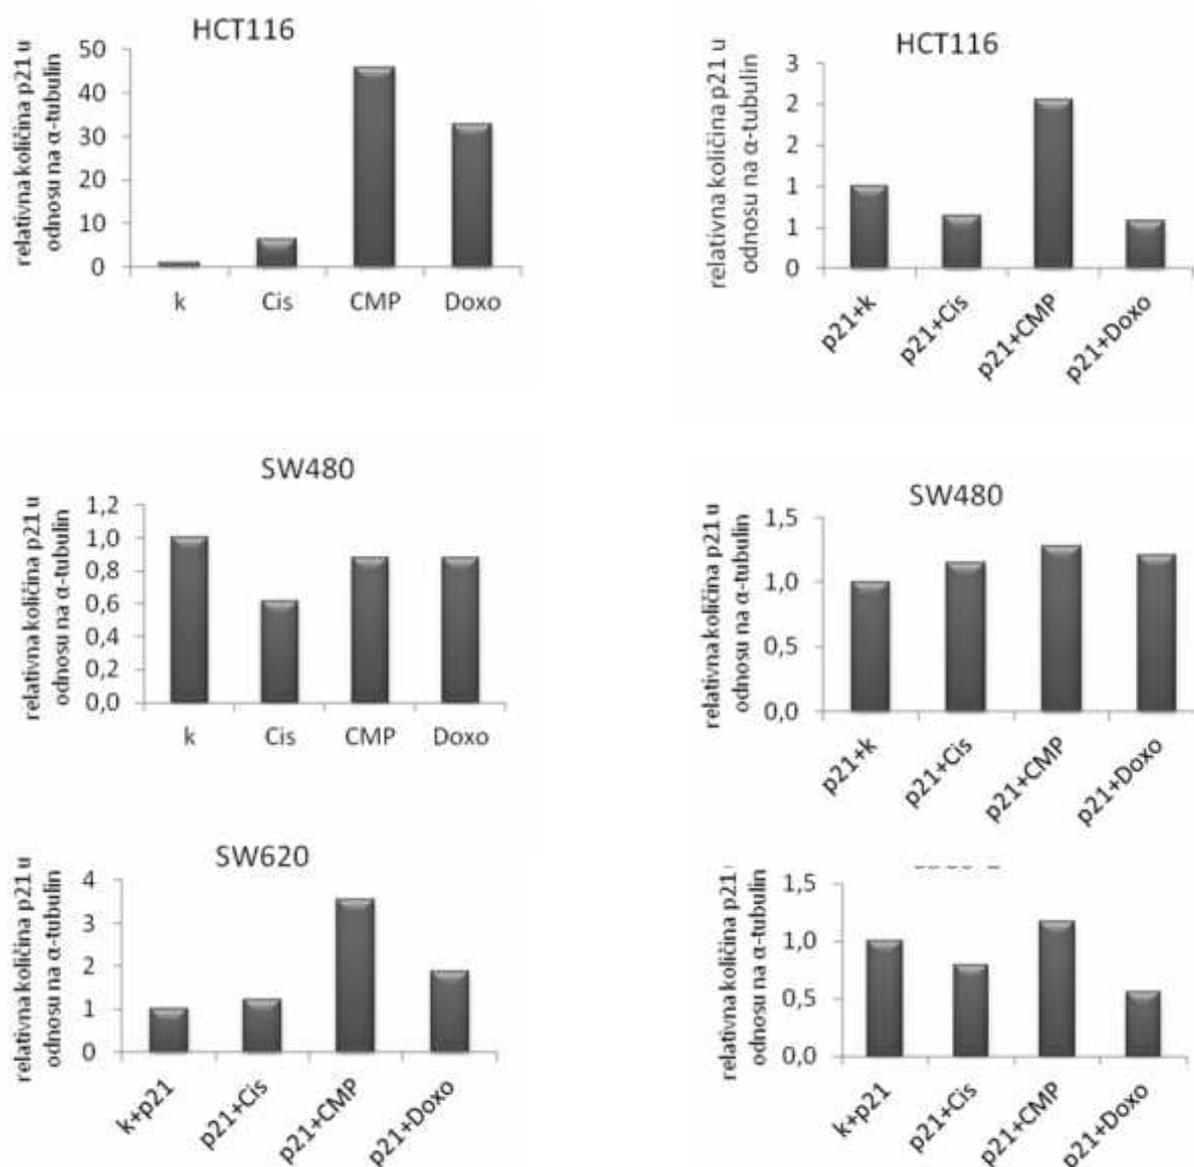 HCT116
relativna količina p21 u
odnosu na α-tubulin
50
40
30
20
10
0
k Cis CMP Doxo
HCT116
relativna količina p21 u
odnosu na α-tubulin
3
2
2
1
1
0
p21+k p21+Cis p21+CMP p21+Doxo
SW480
relativna količina p21 u
odnosu na α-tubulin
1,2
1,0
0,8
0,6
0,4
0,2
0,0
k Cis CMP Doxo
SW480
relativna količina p21 u
odnosu na α-tubulin
1,5
1,0
0,5
0,0
p21+k p21+Cis p21+CMP p21+Doxo
SW620
relativna količina p21 u
odnosu na α-tubulin
4
3
2
1
0
k+p21 p21+Cis p21+CMP p21+Doxo
relativna količina p21
odnosu na α-tubulin
1,5
1,0
0,5
0,0
k+p21 p21+Cis p21+CMP p21+Doxo